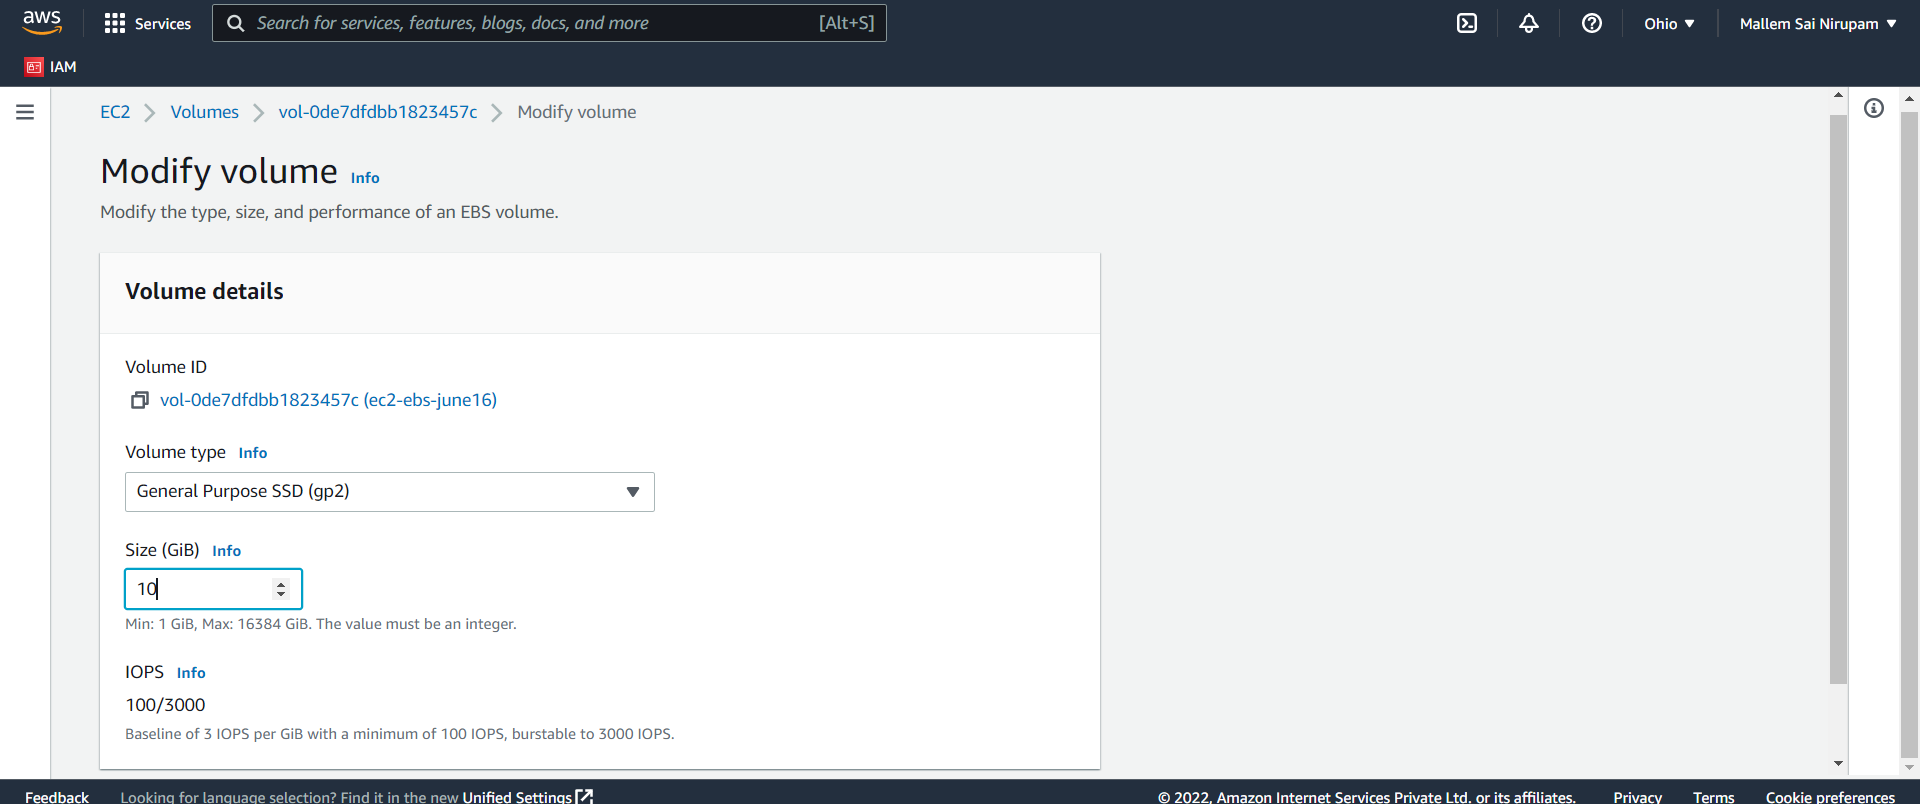 aws
Services
Search for services, features, blogs, docs, and more [Alt+S]
Ohio
Mallem Sai Nirupam
IAM
EC2 Volumes vol-0de7dfdbb1823457c Modify volume
Modify volume Info
Modify the type, size, and performance of an EBS volume.
Volume details
Volume ID
vol-0de7dfdbb1823457c (ec2-ebs-june16)
Volume type Info
General Purpose SSD (gp2)
Size (GiB) Info
10
Min: 1 GiB, Max: 16384 GiB. The value must be an integer.
IOPS Info
100/3000
Baseline of 3 IOPS per GiB with a minimum of 100 IOPS, burstable to 3000 IOPS.
Feedback Looking for language selection? Find it in the new Unified Settings © 2022, Amazon Internet Services Private Ltd. or its affiliates. Privacy Terms Cookie preferences